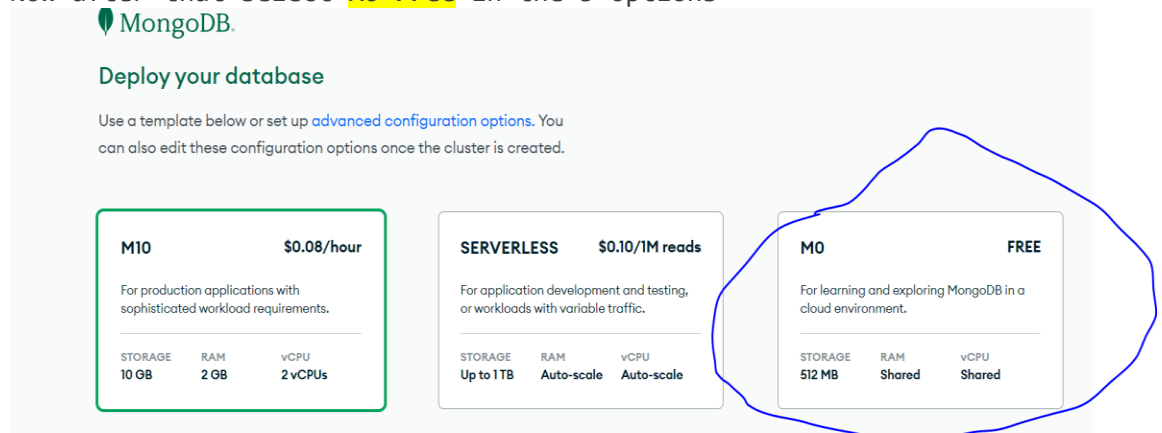 MongoDB.
Deploy your database
Use a template below or set up advanced configuration options. You
can also edit these configuration options once the cluster is created.
M10 $0.08/hour
For production applications with
sophisticated workload requirements.
STORAGE RAM vCPU
10 GB 2 GB 2 vCPUs
SERVERLESS $0.10/1M reads
For application development and testing,
or workloads with variable traffic.
STORAGE RAM vCPU
Up to 1 TB Auto-scale Auto-scale
M0 FREE
For learning and exploring MongoDB in a
cloud environment.
STORAGE RAM vCPU
512 MB Shared Shared